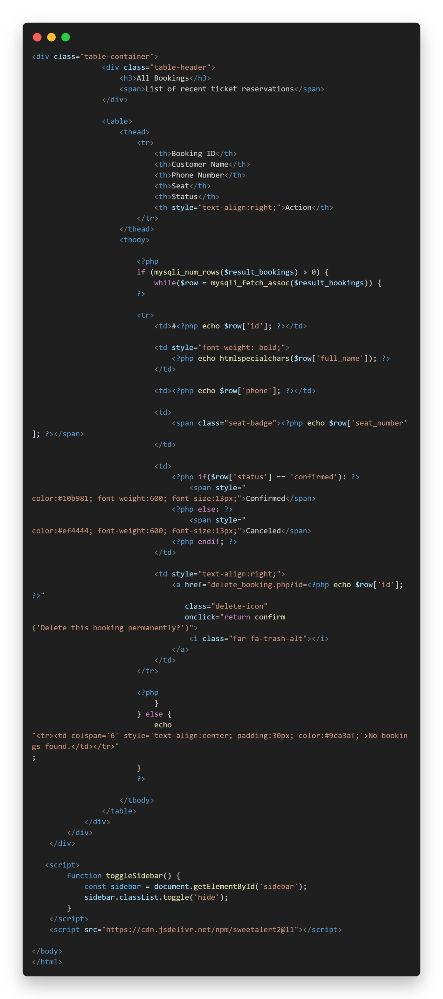 <div class="table-container">
                <div class="table-header">
                    <h3>All Bookings</h3>
                    <span>List of recent ticket reservations</span>
                </div>

                <table>
                    <thead>
                        <tr>
                            <th>Booking ID</th>
                            <th>Customer Name</th>
                            <th>Phone Number</th>
                            <th>Seat</th>
                            <th>Status</th>
                            <th style="text-align:right;">Action</th>
                        </tr>
                    </thead>
                    <tbody>

                        <?php
                        if (mysqli_num_rows($result_bookings) > 0) {
                            while($row = mysqli_fetch_assoc($result_bookings)) {
                        ?>

                        <tr>
                            <td>#<?php echo $row['id']; ?></td>

                            <td style="font-weight: bold;">
                                <?php echo htmlspecialchars($row['full_name']); ?>
                            </td>

                            <td><?php echo $row['phone']; ?></td>

                            <td>
                                <span class="seat-badge"><?php echo $row['seat_number'
]; ?></span>
                            </td>

                            <td>
                                <?php if($row['status'] == 'confirmed'): ?>
                                    <span style="
color:#10b981; font-weight:600; font-size:13px;">Confirmed</span>
                                <?php else: ?>
                                    <span style="
color:#ef4444; font-weight:600; font-size:13px;">Canceled</span>
                                <?php endif; ?>
                            </td>

                            <td style="text-align:right;">
                                <a href="delete_booking.php?id=<?php echo $row['id'];
?>"
                                   class="delete-icon"
                                   onclick="return confirm
('Delete this booking permanently?')">
                                    <i class="far fa-trash-alt"></i>
                                </a>
                            </td>
                        </tr>

                        <?php
                            }
                        } else {
                            echo
"<tr><td colspan='6' style='text-align:center; padding:30px; color:#9ca3af;'>No bookin
gs found.</td></tr>"
;
                        }
                        ?>

                    </tbody>
                </table>
            </div>
        </div>
    </div>

   <script>
        function toggleSidebar() {
            const sidebar = document.getElementById('sidebar');
            sidebar.classList.toggle('hide');
        }
    </script>
    <script src="https://cdn.jsdelivr.net/npm/sweetalert2@11"></script>

</body>
</html>